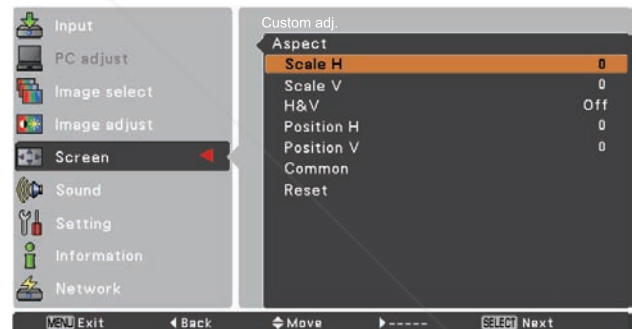 Input
PC adjust
Image select
Image adjust
Screen
Sound
Setting
Information
Network
Custom adj.
Aspect
Scale H 0
Scale V 0
H&V Off
Position H 0
Position V 0
Common
Reset
MENU Exit Back Move ----- SELECT Next